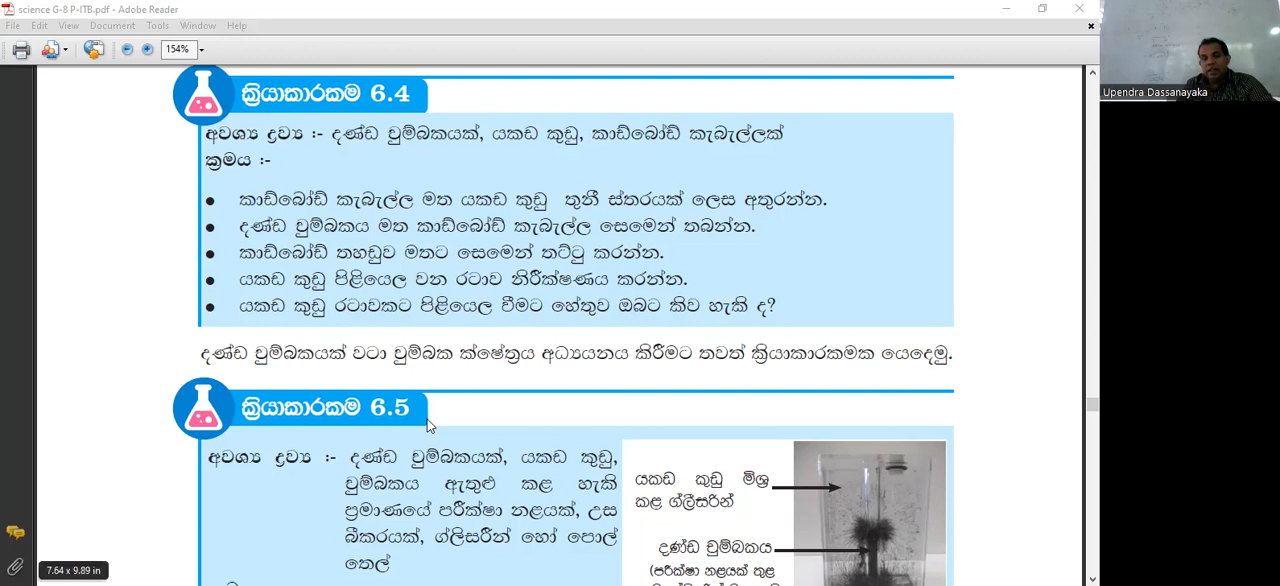 science G-8 P-ITB.pdf - Adobe Reader
File Edit View Document Tools Window Help
154%
Upendra Dassanayaka
ක්‍රියාකාරකම 6.4
අවශ්‍ය ද්‍රව්‍ය :- දණ්ඩ චුම්බකයක්, යකඩ කුඩු, කාඩ්බෝඩ් කැබැල්ලක්
ක්‍රමය :-
• කාඩ්බෝඩ් කැබැල්ල මත යකඩ කුඩු තුනී ස්තරයක් ලෙස අතුරන්න.
• දණ්ඩ චුම්බකය මත කාඩ්බෝඩ් කැබැල්ල සෙමෙන් තබන්න.
• කාඩ්බෝඩ් තහඩුව මතට සෙමෙන් තට්ටු කරන්න.
• යකඩ කුඩු පිළියෙල වන රටාව නිරීක්ෂණය කරන්න.
• යකඩ කුඩු රටාවකට පිළියෙල වීමට හේතුව ඔබට කිව හැකි ද?
දණ්ඩ චුම්බකයක් වටා චුම්බක ක්ෂේත්‍රය අධ්‍යයනය කිරීමට තවත් ක්‍රියාකාරකමක යෙදෙමු.
ක්‍රියාකාරකම 6.5
අවශ්‍ය ද්‍රව්‍ය :- දණ්ඩ චුම්බකයක්, යකඩ කුඩු,
චුම්බකය ඇතුළු කළ හැකි
ප්‍රමාණයේ පරීක්ෂා නළයක්, උස
බීකරයක්, ග්ලිසරීන් හෝ පොල්
තෙල්
යකඩ කුඩු මිශ්‍ර
කළ ග්ලීසරින්
දණ්ඩ චුම්බකය
(පරීක්ෂා නළයක් තුළ
7.64 x 9.89 in